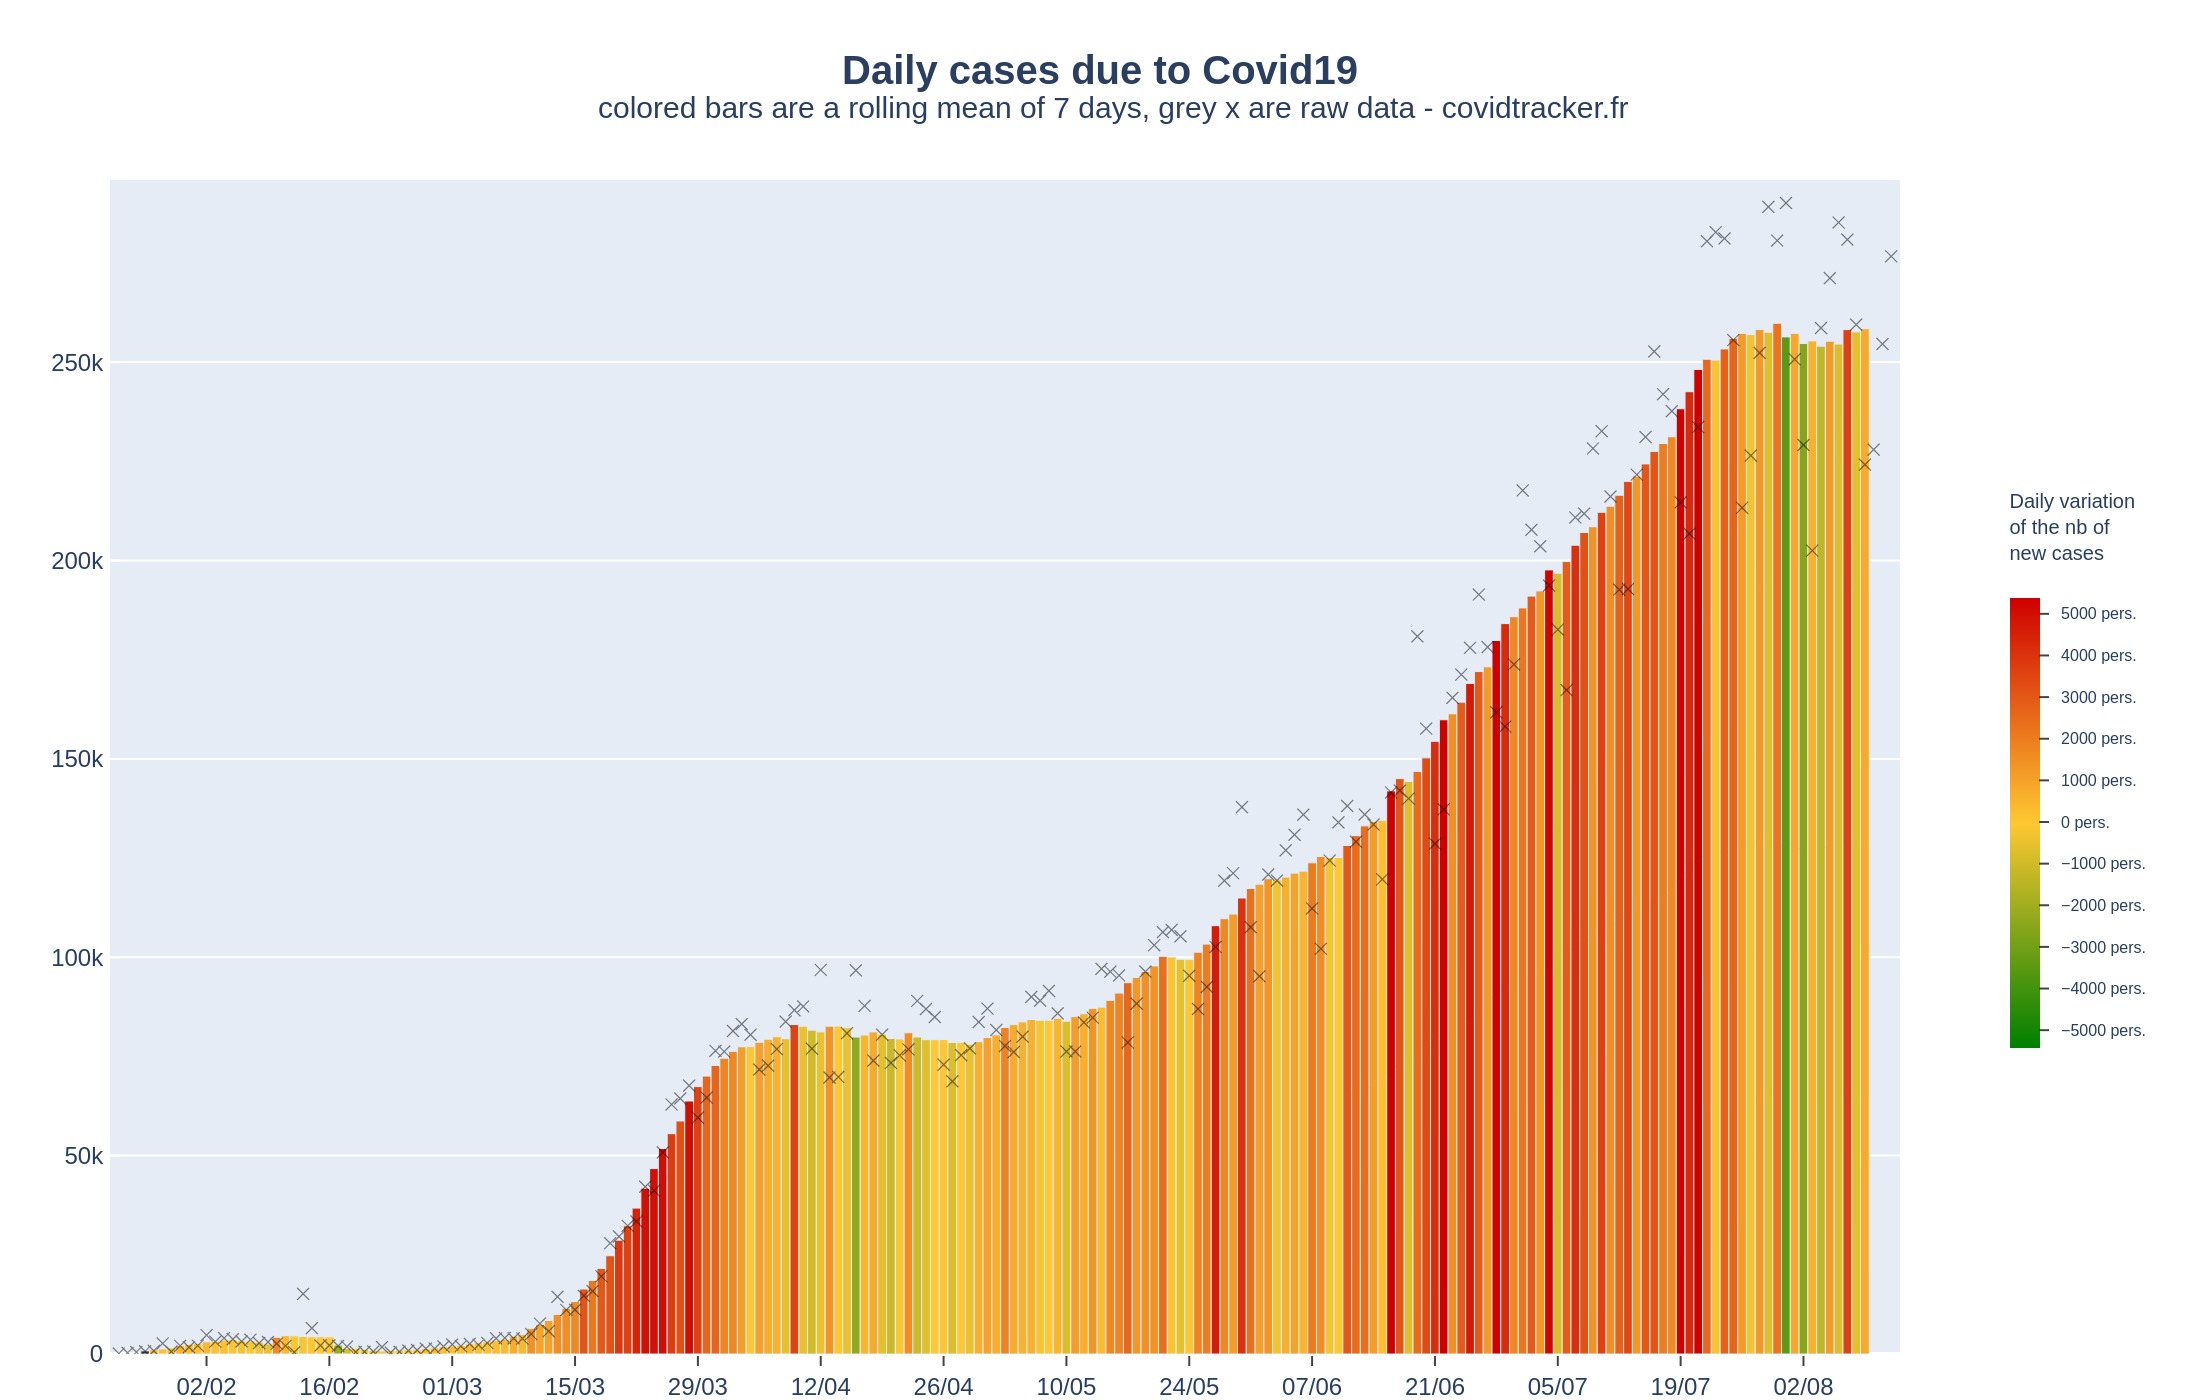 Daily cases due to Covid19
colored bars are a rolling mean of 7 days, grey x are raw data - covidtracker.fr
250k
200k
150k
100k
50k
0
02/02 16/02 01/03 15/03 29/03 12/04 26/04 10/05 24/05 07/06 21/06 05/07 19/07 02/08
Daily variation
of the nb of
new cases
5000 pers.
4000 pers.
3000 pers.
2000 pers.
1000 pers.
0 pers.
−1000 pers.
−2000 pers.
−3000 pers.
−4000 pers.
−5000 pers.